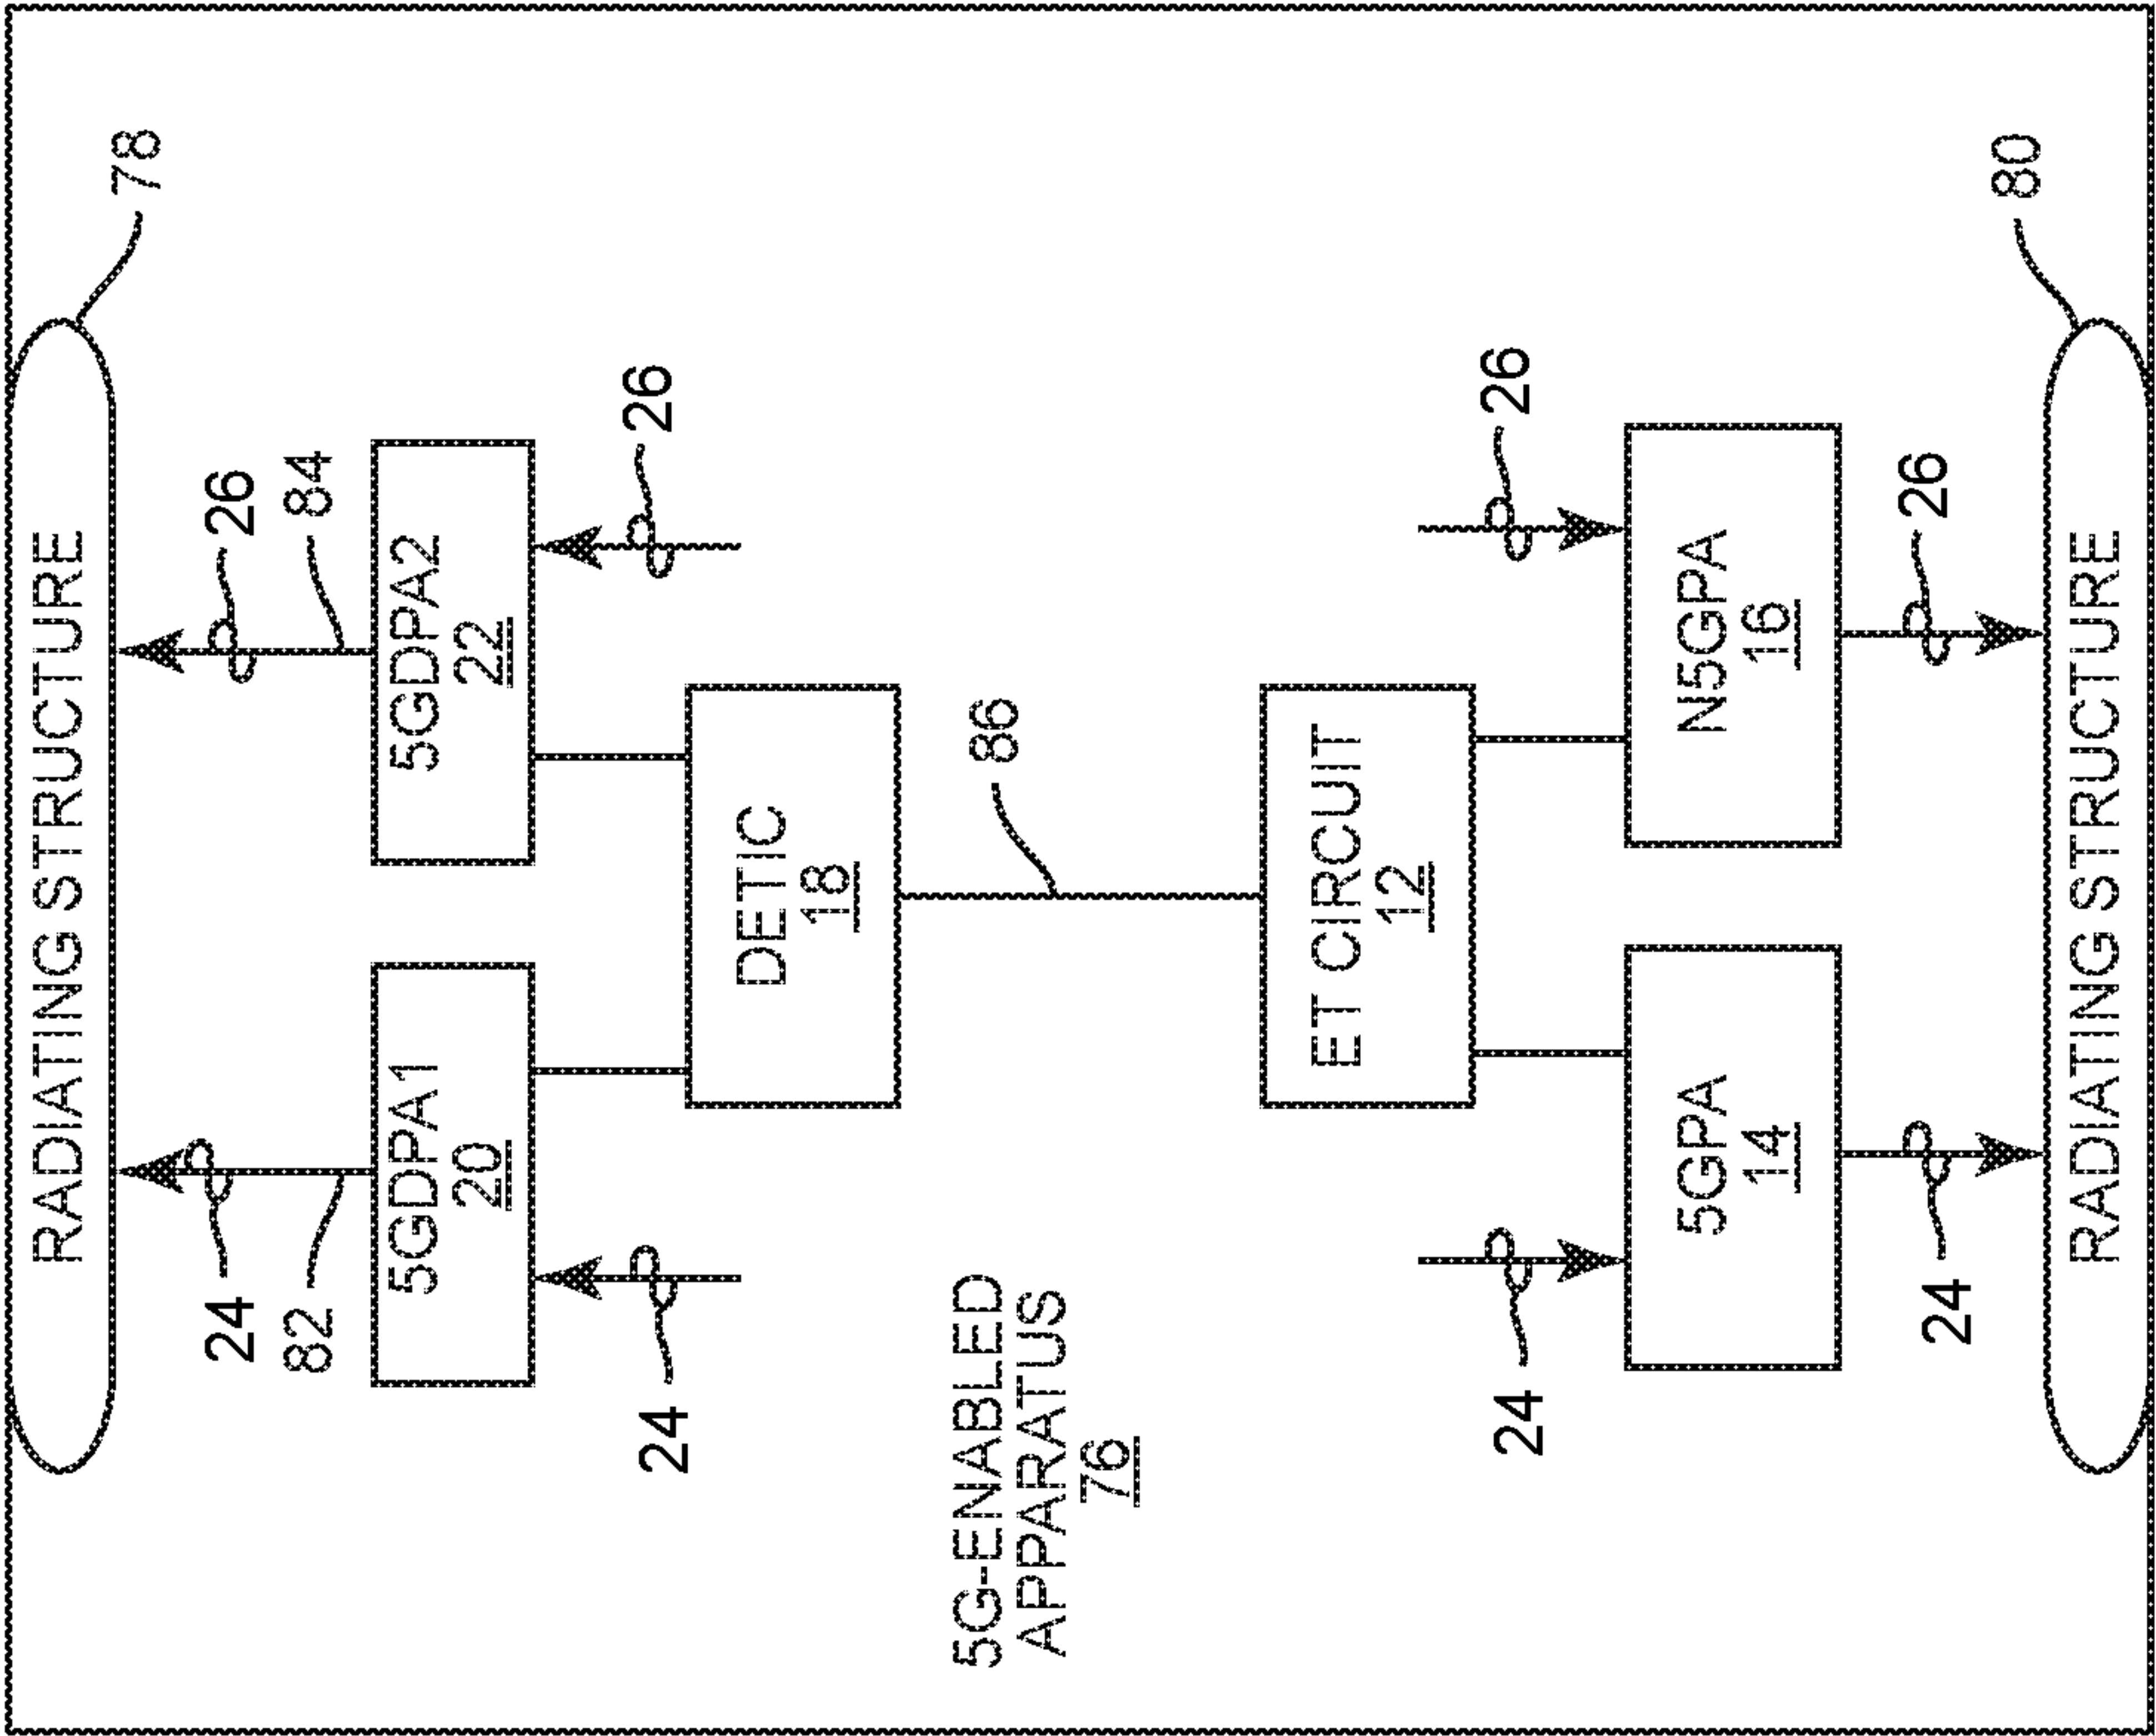 RADIATING STRUCTURE
78
24
82
26
84
5GDPA1
20
5GDPA2
22
24
26
DETIC
18
5G-ENABLED
APPARATUS
76
86
ET CIRCUIT
12
24
26
5GPA
14
N5GPA
16
24
26
RADIATING STRUCTURE
80